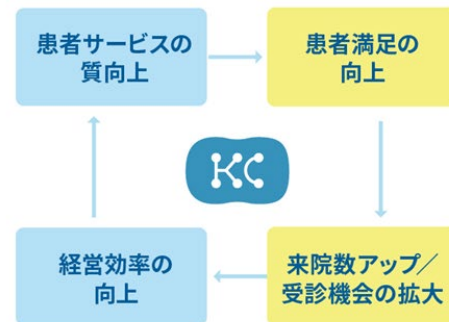 患者サービスの
質向上
患者満足の
向上
KC
経営効率の
向上
来院数アップ／
受診機会の拡大